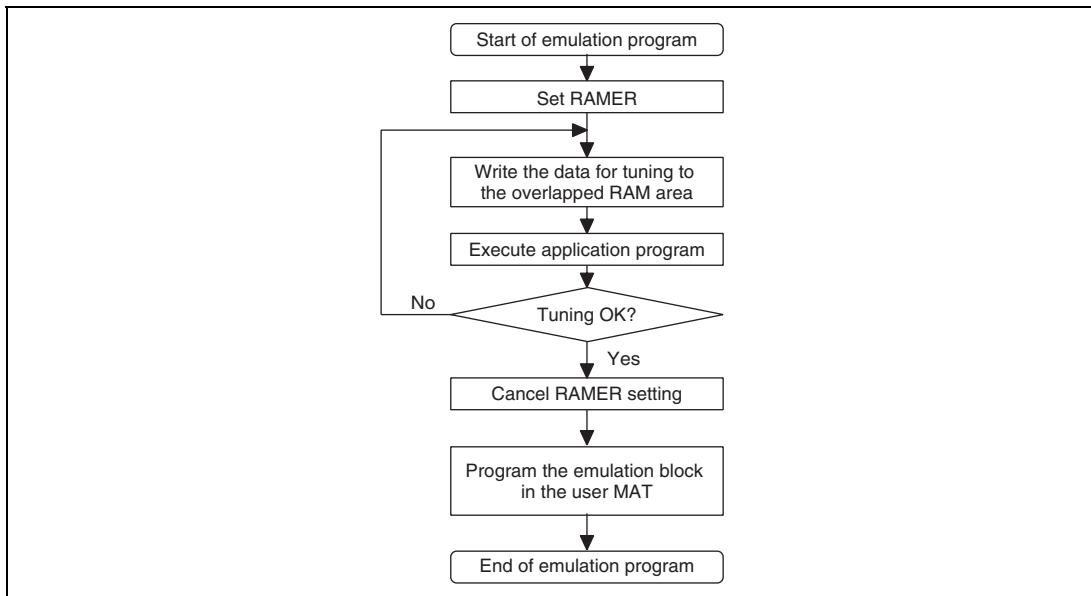 Start of emulation program
Set RAMER
Write the data for tuning to
the overlapped RAM area
Execute application program
No
Tuning OK?
Yes
Cancel RAMER setting
Program the emulation block
in the user MAT
End of emulation program